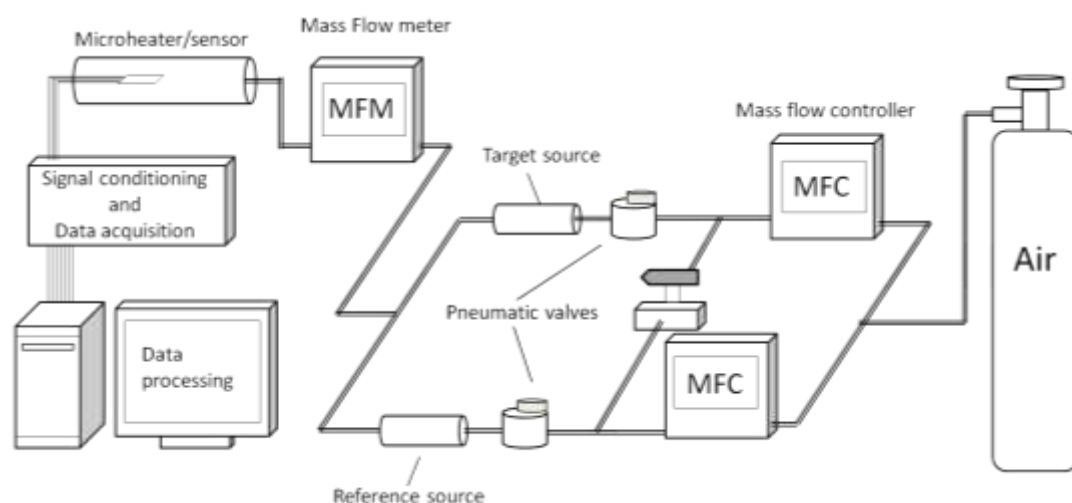 Mass Flow meter
Microheater/sensor
MFM
Mass flow controller
Target source
MFC
Signal conditioning
and
Data acquisition
Air
Pneumatic valves
Data
processing
MFC
Reference source